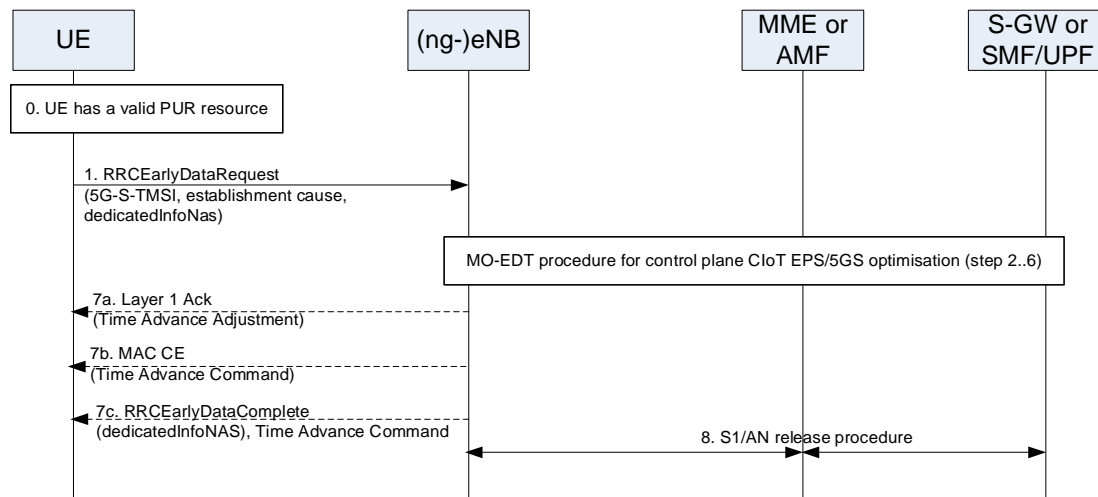 UE
(ng-)eNB
MME or
AMF
S-GW or
SMF/UPF
0. UE has a valid PUR resource
1. RRCEarlyDataRequest
(5G-S-TMSI, establishment cause,
dedicatedInfoNas)
MO-EDT procedure for control plane CIoT EPS/5GS optimisation (step 2..6)
7a. Layer 1 Ack
(Time Advance Adjustment)
7b. MAC CE
(Time Advance Command)
7c. RRCEarlyDataComplete
(dedicatedInfoNAS), Time Advance Command
8. S1/AN release procedure